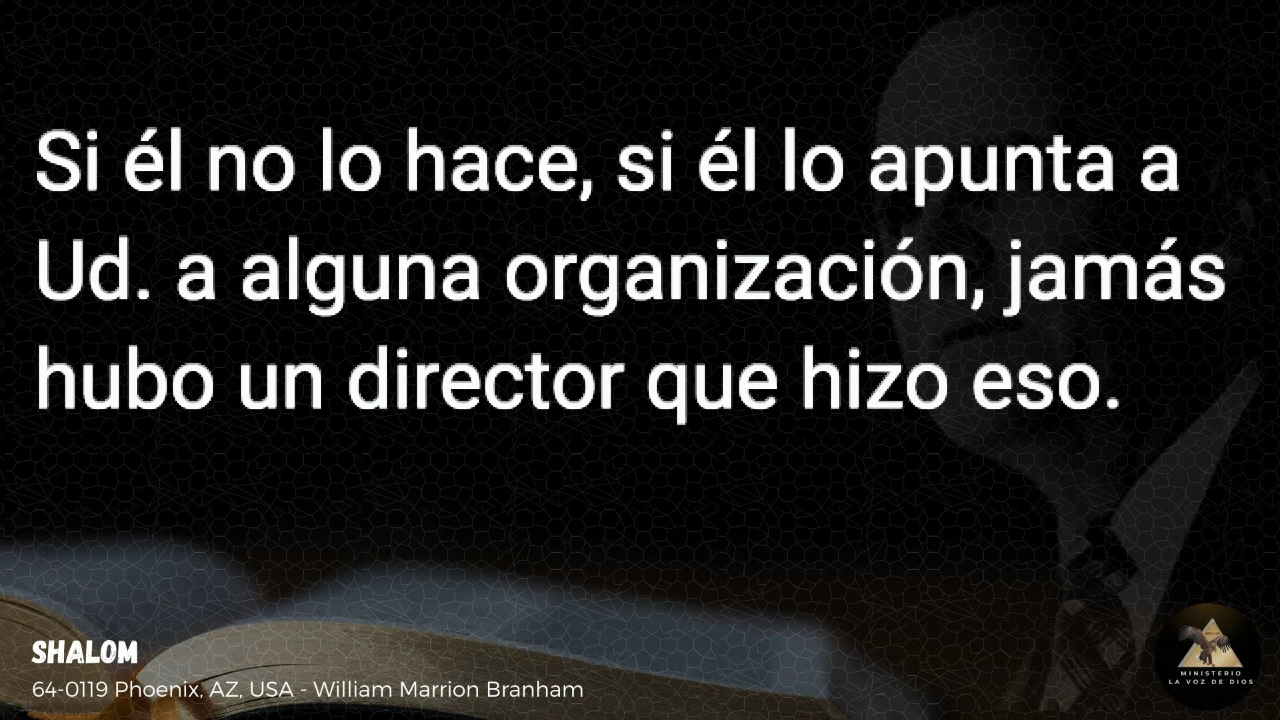 Si él no lo hace, si él lo apunta a
Ud. a alguna organización, jamás
hubo un director que hizo eso.
SHALOM
64-0119 Phoenix, AZ, USA - William Marrion Branham
MINISTERIO
LA VOZ DE DIOS